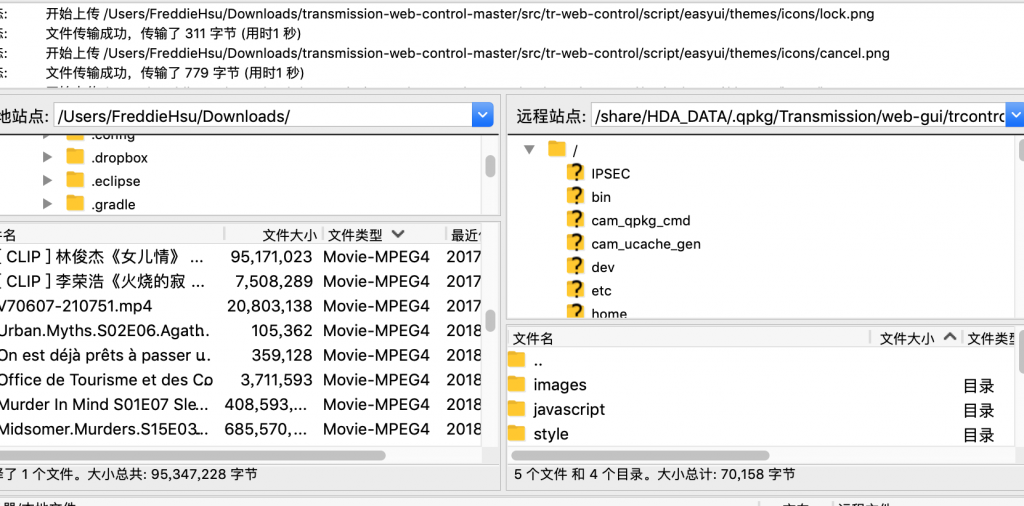 开始上传 /Users/FreddieHsu/Downloads/transmission-web-control-master/src/tr-web-control/script/easyui/themes/icons/lock.png
文件传输成功，传输了 311 字节 (用时1 秒)
开始上传 /Users/FreddieHsu/Downloads/transmission-web-control-master/src/tr-web-control/script/easyui/themes/icons/cancel.png
文件传输成功，传输了 779 字节 (用时1 秒)
地站点: /Users/FreddieHsu/Downloads/
.config
.dropbox
.eclipse
.gradle
件名 文件大小 文件类型 最近
[ CLIP ] 林俊杰《女儿情》 ... 95,171,023 Movie-MPEG4 2017
[ CLIP ] 李荣浩《火烧的寂 ... 7,508,289 Movie-MPEG4 2017
V70607-210751.mp4 20,803,138 Movie-MPEG4 2017
Urban.Myths.S02E06.Agath. 105,362 Movie-MPEG4 2018
On est déjà prêts à passer u. 359,128 Movie-MPEG4 2018
Office de Tourisme et des Co 3,711,593 Movie-MPEG4 2018
Murder In Mind S01E07 Sle... 408,593,... Movie-MPEG4 2018
Midsomer.Murders.S15E03... 685,570,... Movie-MPEG4 2018
择了 1 个文件。大小总共: 95,347,228 字节
远程站点: /share/HDA_DATA/.qpkg/Transmission/web-gui/trcontro
/
IPSEC
bin
cam_qpkg_cmd
cam_ucache_gen
dev
etc
home
文件名 文件大小 文件类型
..
images 目录
javascript 目录
style 目录
5 个文件 和 4 个目录。大小总计: 70,158 字节